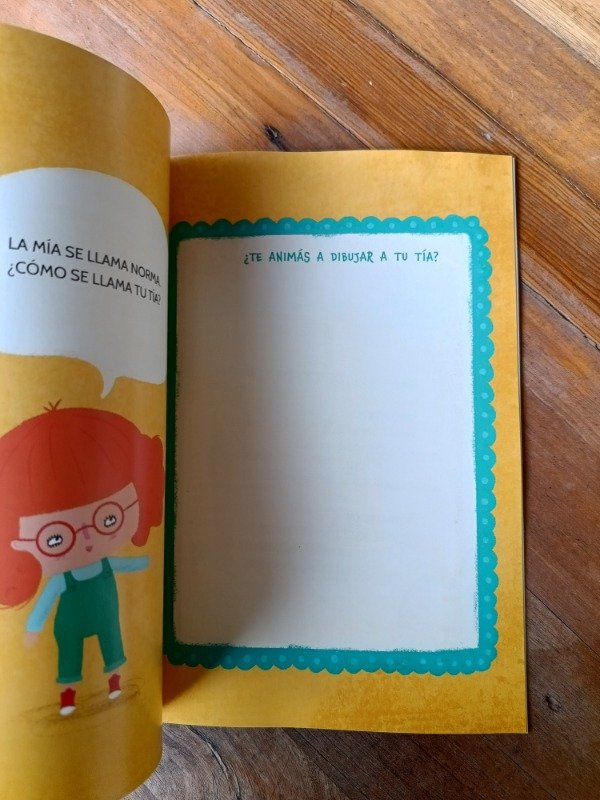 LA MÍA SE LLAMA NORMA.
¿CÓMO SE LLAMA TU TÍA?
¿TE ANIMÁS A DIBUJAR A TU TÍA?